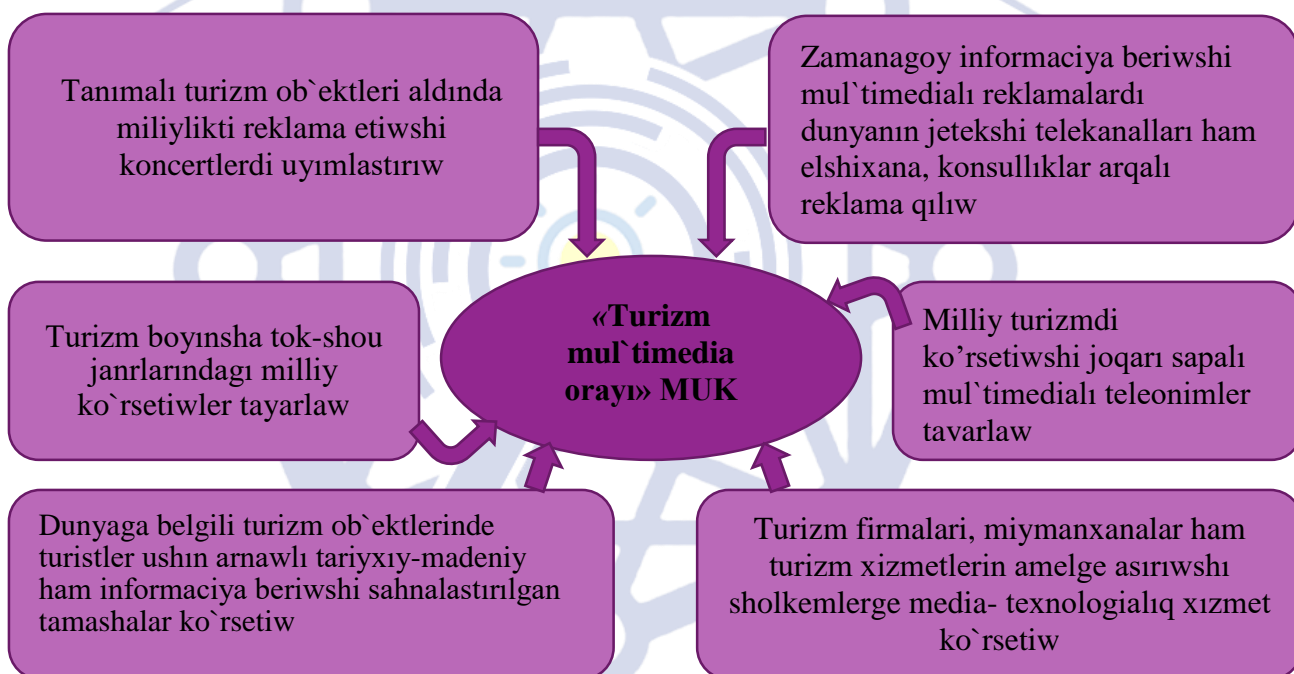 Tanımalı turizm ob`ektleri aldında
miliylikti reklama etiwshi
koncertlerdi uyımlastırıw
Zamanagoy informaciya beriwshi
mul`timedialı reklamalardı
dunyanın jetekshi telekanalları ham
elshixana, konsullıklar arqalı
reklama qılıw
«Turizm
mul`timedia
orayı» MUK
Turizm boyınsha tok-shou
janrlarındagı milliy
ko`rsetiwler tayarlaw
Milliy turizmdi
ko’rsetiwshi joqarı sapalı
mul`timedialı teleonimler
tavarlaw
Dunyaga belgili turizm ob`ektlerinde
turistler ushın arnawlı tariyxıy-madeniy
ham informaciya beriwshi sahnalastırılgan
tamashalar ko`rsetiw
Turizm firmalari, miymanxanalar ham
turizm xizmetlerin amelge asırıwshı
sholkemlerge media- texnologialıq xızmet
ko`rsetiw